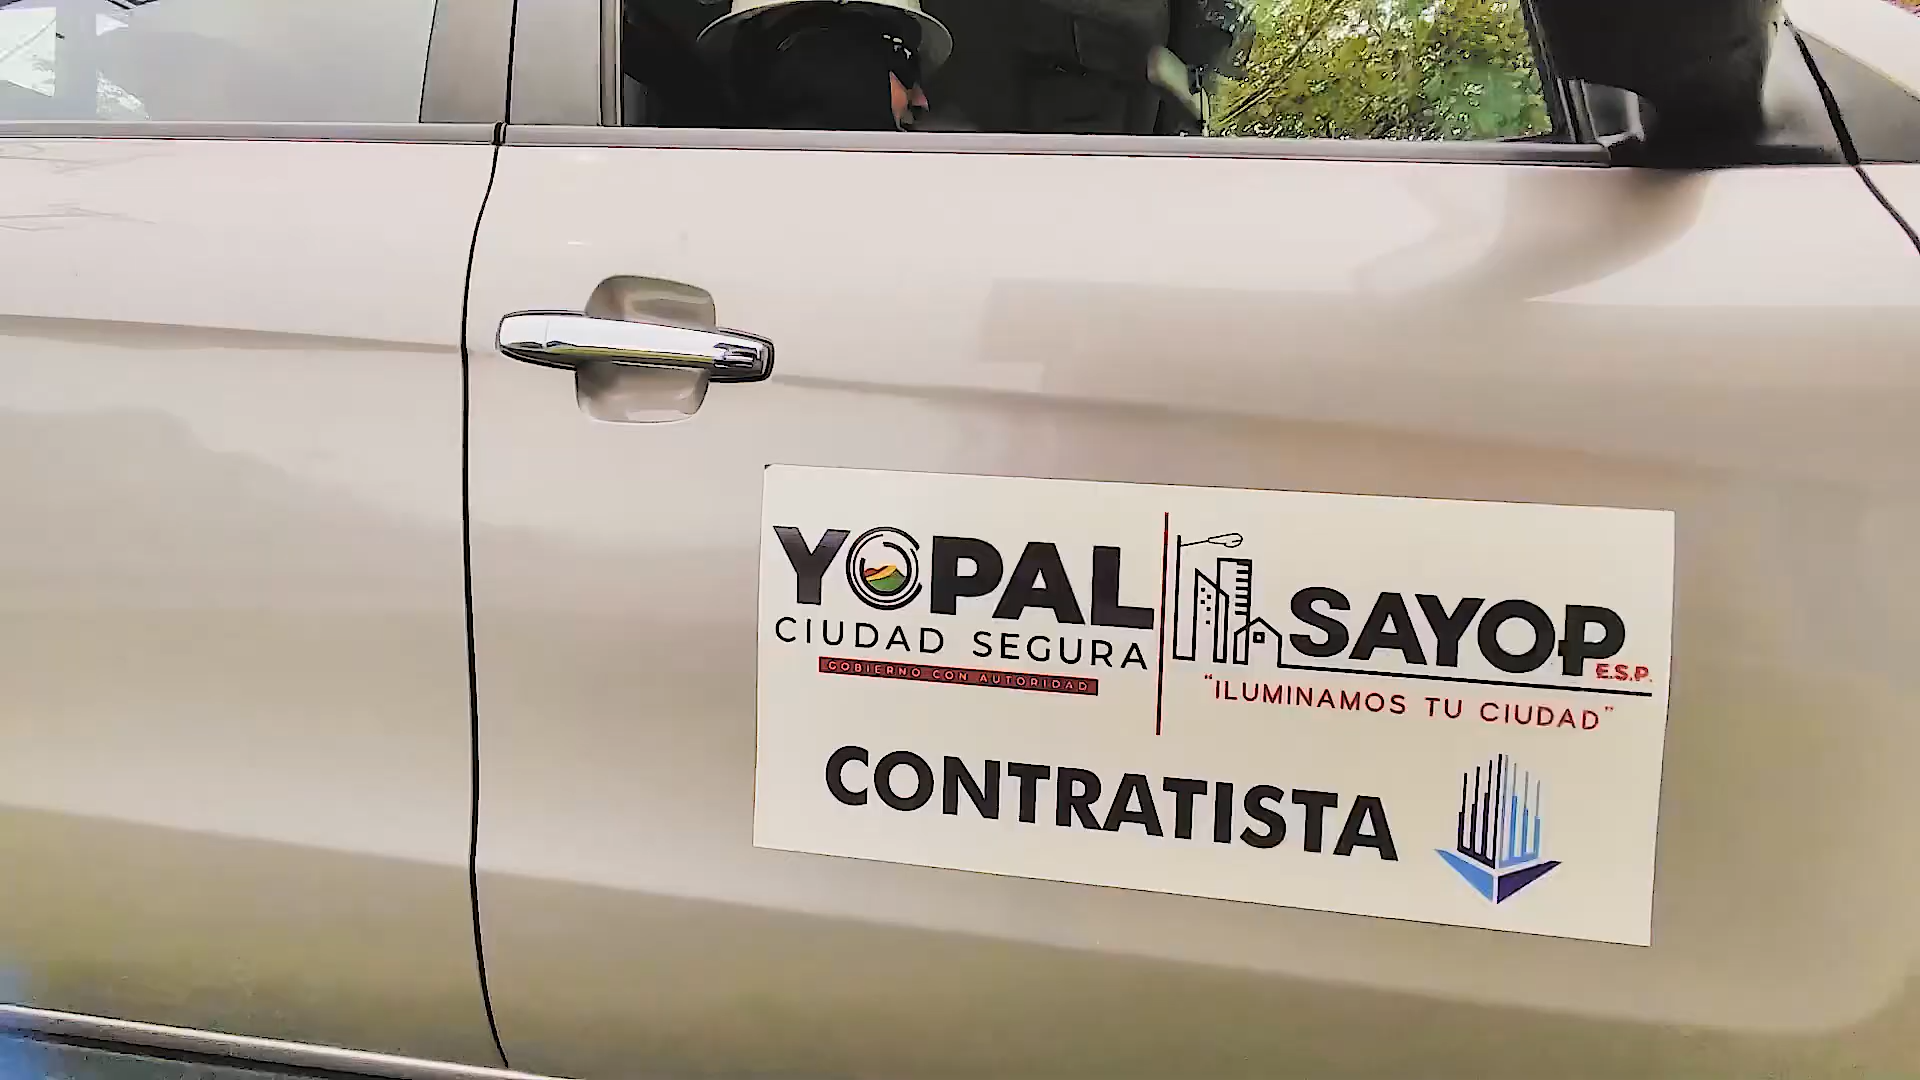 YOPAL
CIUDAD SEGURA
GOBIERNO CON AUTORIDAD
SAYOP
E.S.P.
"ILUMINAMOS TU CIUDAD"
CONTRATISTA